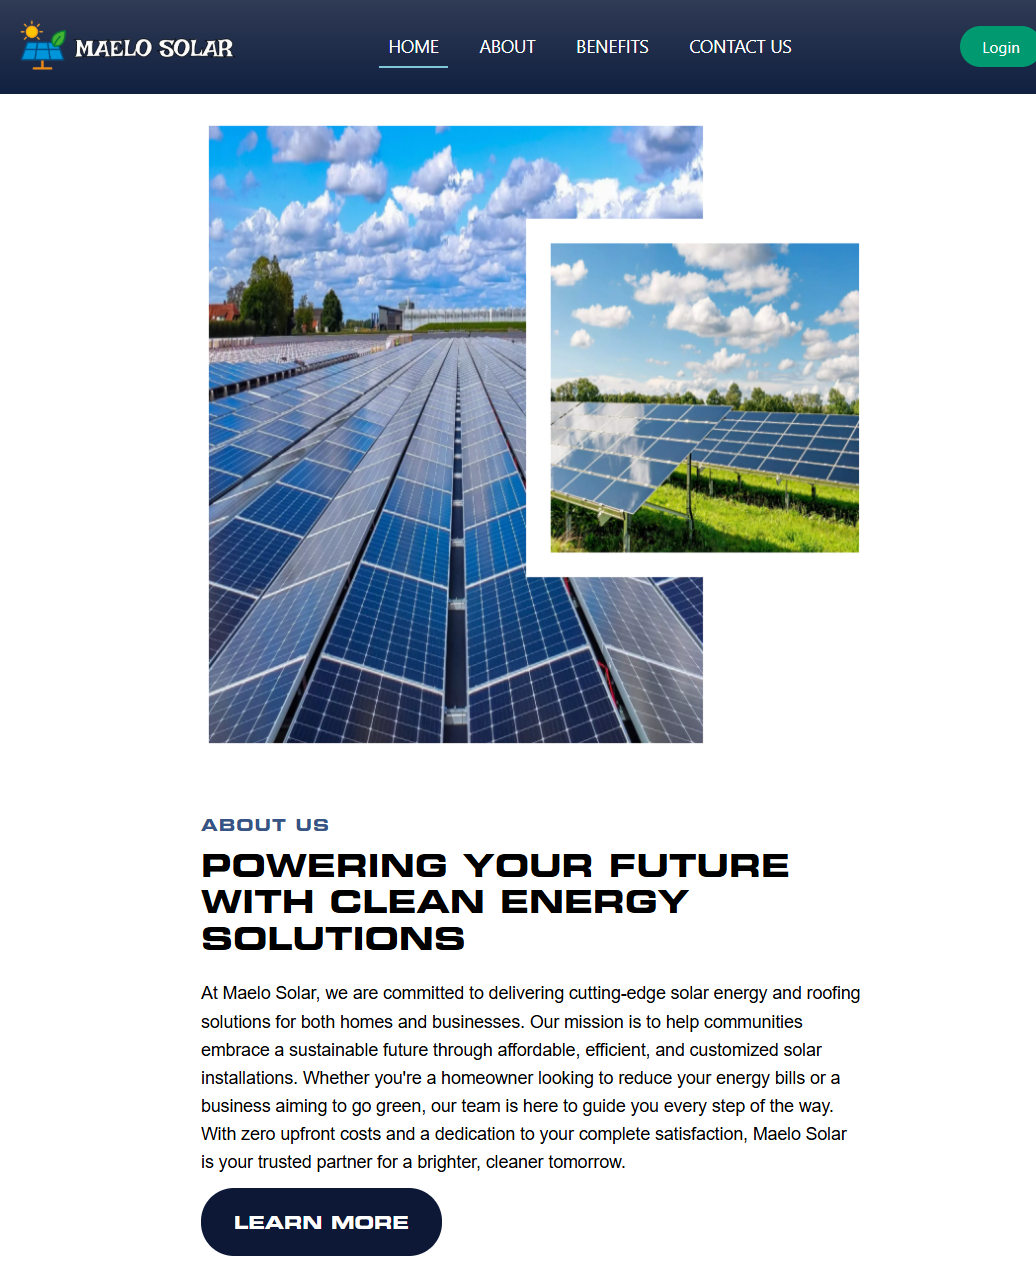 MAELO SOLAR
HOME ABOUT BENEFITS CONTACT US
Login
ABOUT US
POWERING YOUR FUTURE
WITH CLEAN ENERGY
SOLUTIONS
At Maelo Solar, we are committed to delivering cutting-edge solar energy and roofing
solutions for both homes and businesses. Our mission is to help communities
embrace a sustainable future through affordable, efficient, and customized solar
installations. Whether you're a homeowner looking to reduce your energy bills or a
business aiming to go green, our team is here to guide you every step of the way.
With zero upfront costs and a dedication to your complete satisfaction, Maelo Solar
is your trusted partner for a brighter, cleaner tomorrow.
LEARN MORE